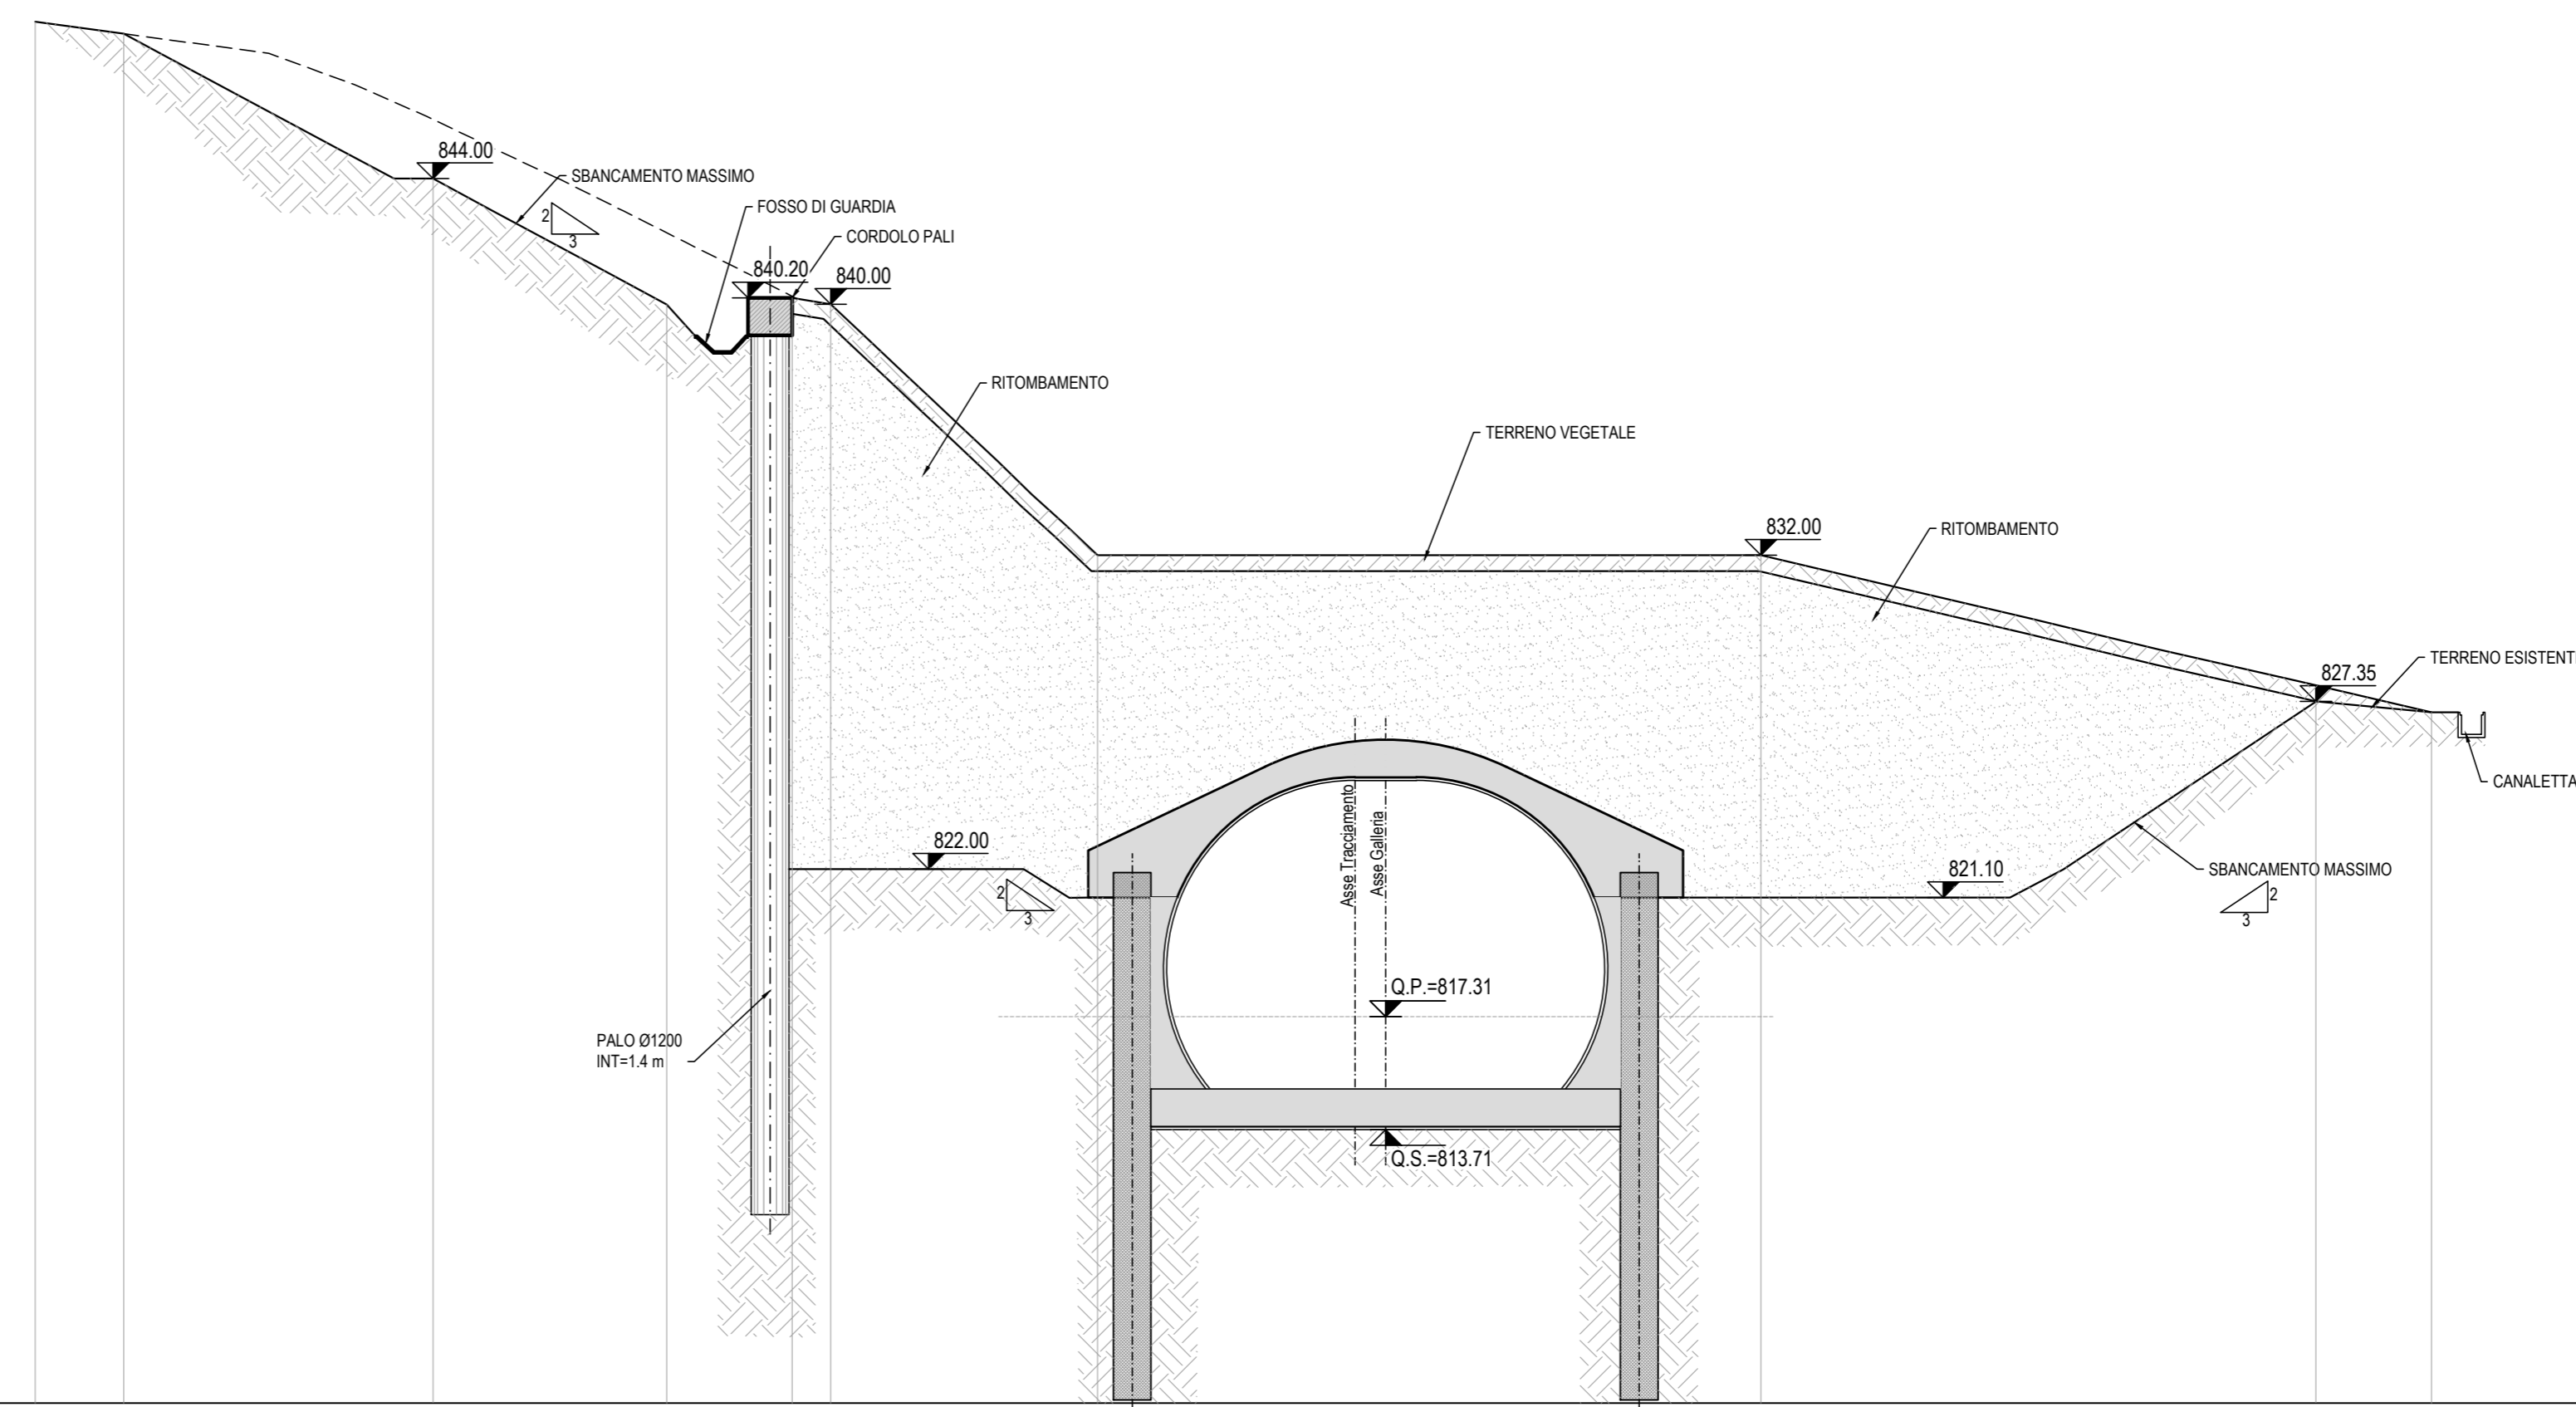 844.00
SBANCAMENTO MASSIMO
2
3
FOSSO DI GUARDIA
CORDOLO PALI
840.20
840.00
RITOMBAMENTO
TERRENO VEGETALE
832.00
RITOMBAMENTO
TERRENO ESISTENT
827.35
CANALETTA
822.00
2
3
Asse Tracciamento
Asse Galleria
821.10
SBANCAMENTO MASSIMO
2
3
Q.P.=817.31
PALO Ø1200
INT=1.4 m
Q.S.=813.71